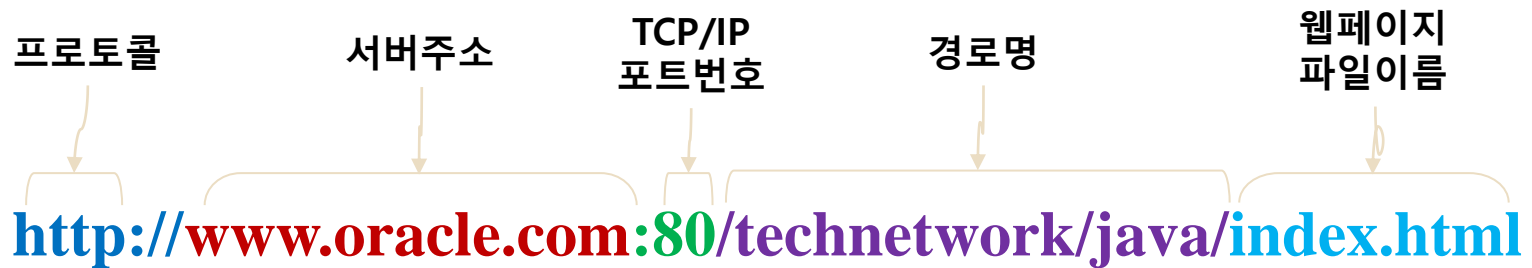 프로토콜
서버주소
TCP/IP
포트번호
경로명
웹페이지
파일이름
http://www.oracle.com:80/technetwork/java/index.html